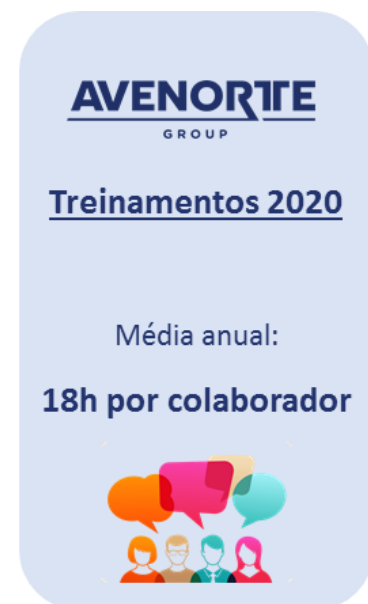 AVENORTE
GROUP
Treinamentos 2020
Média anual:
18h por colaborador